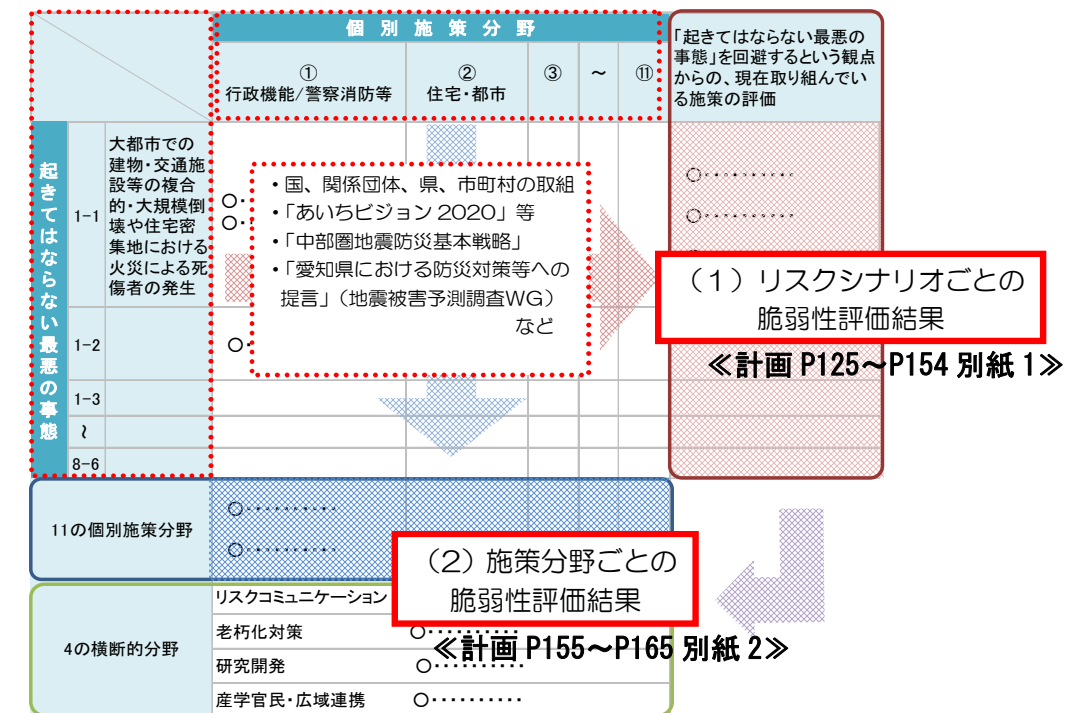 個別施策分野
①
行政機能/警察消防等
②
住宅・都市
③
～
⑪
「起きてはならない最悪の
事態」を回避するという観点
からの、現在取り組んでい
る施策の評価
起きてはならない最悪の事態
1-1
大都市での
建物・交通施
設等の複合
的・大規模倒
壊や住宅密
集地における
火災による死
傷者の発生
○・
○・
・国、関係団体、県、市町村の取組
・「あいちビジョン 2020」等
・「中部圏地震防災基本戦略」
・「愛知県における防災対策等への
提言」（地震被害予測調査WG）
など
○・・・・・・・・・・
○・・・・・・・・・・
（1）リスクシナリオごとの
脆弱性評価結果
≪計画 P125～P154 別紙 1≫
1-2
○・
1-3
～
8-6
11の個別施策分野
○・・・・・・・・・・
○・・・・・・・・・・
（2）施策分野ごとの
脆弱性評価結果
≪計画 P155～P165 別紙 2≫
4の横断的分野
リスクコミュニケーション
老朽化対策
○・・・・・・・・・・
研究開発
○・・・・・・・・・・
産学官民・広域連携
○・・・・・・・・・・